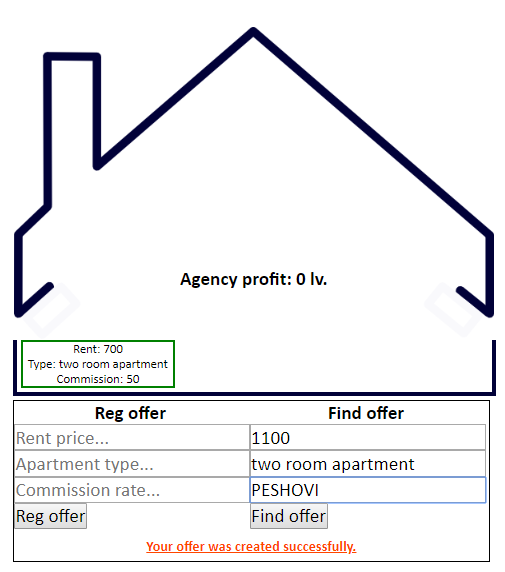 Agency profit: 0 lv.
Rent: 700
Type: two room apartment
Commission: 50
Reg offer Find offer
Rent price... 1100
Apartment type... two room apartment
Commission rate... PESHOVI
Reg offer Find offer
Your offer was created successfully.